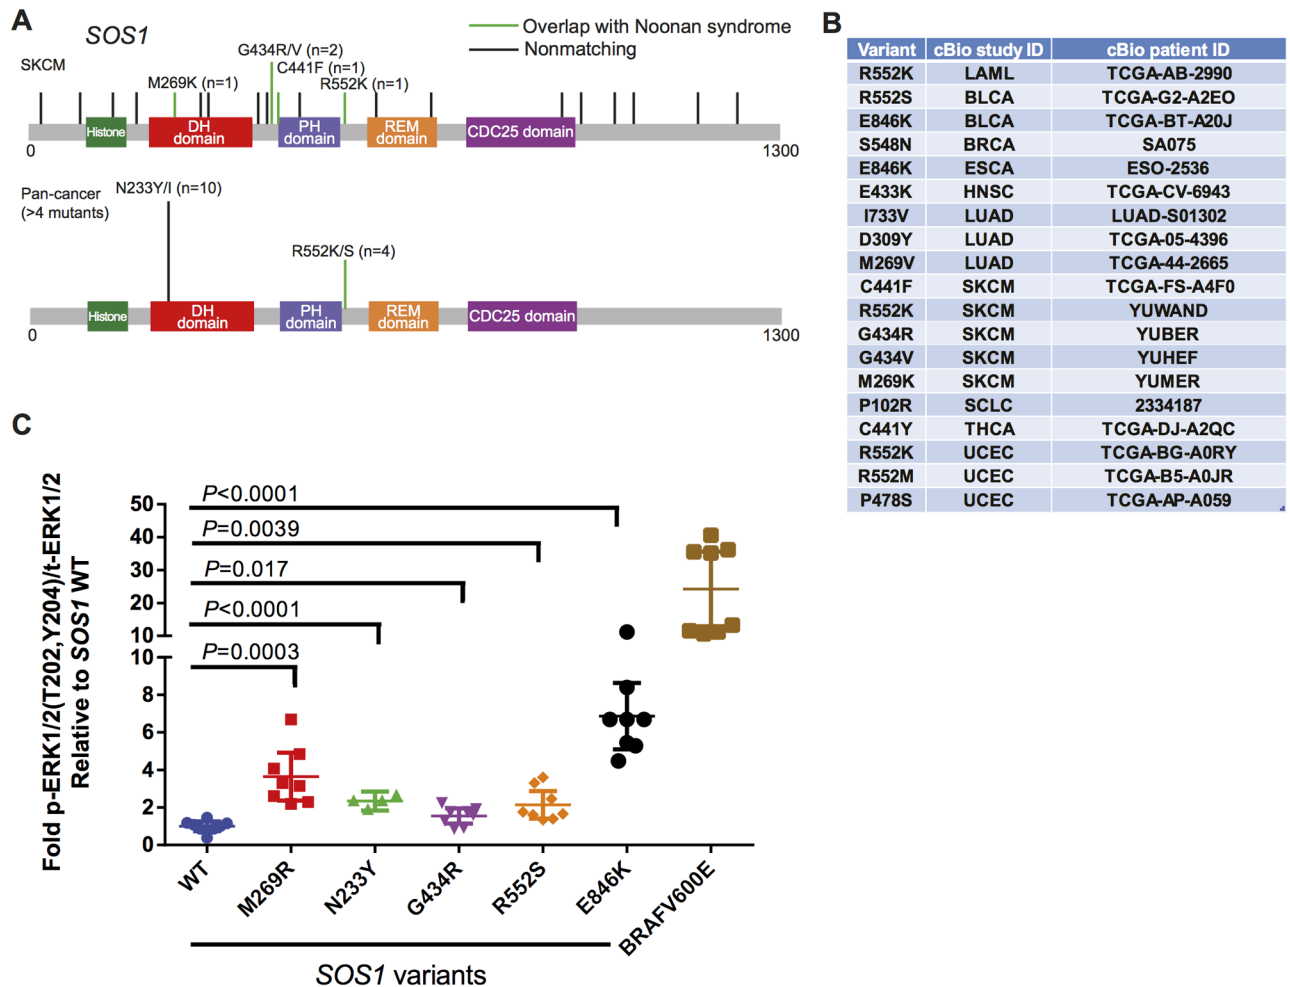 A
SOS1
Overlap with Noonan syndrome
Nonmatching
SKCM
G434R/V (n=2)
C441F (n=1)
M269K (n=1)
R552K (n=1)
Histone
DH domain
PH domain
REM domain
CDC25 domain
0
1300
Pan-cancer
(>4 mutants)
N233Y/I (n=10)
R552K/S (n=4)
Histone
DH domain
PH domain
REM domain
CDC25 domain
0
1300
B
Variant cBio study ID cBio patient ID
R552K LAML TCGA-AB-2990
R552S BLCA TCGA-G2-A2EO
E846K BLCA TCGA-BT-A20J
S548N BRCA SA075
E846K ESCA ESO-2536
E433K HNSC TCGA-CV-6943
I733V LUAD LUAD-S01302
D309Y LUAD TCGA-05-4396
M269V LUAD TCGA-44-2665
C441F SKCM TCGA-FS-A4F0
R552K SKCM YUWAND
G434R SKCM YUBER
G434V SKCM YUHEF
M269K SKCM YUMER
P102R SCLC 2334187
C441Y THCA TCGA-DJ-A2QC
R552K UCEC TCGA-BG-A0RY
R552M UCEC TCGA-B5-A0JR
P478S UCEC TCGA-AP-A059
C
Fold p-ERK1/2(T202,Y204)/t-ERK1/2
Relative to SOS1 WT
50
40
30
20
10
10
8
6
4
2
0
P<0.0001
P=0.0039
P=0.017
P<0.0001
P=0.0003
WT
M269R
N233Y
G434R
R552S
E846K
BRAFV600E
SOS1 variants